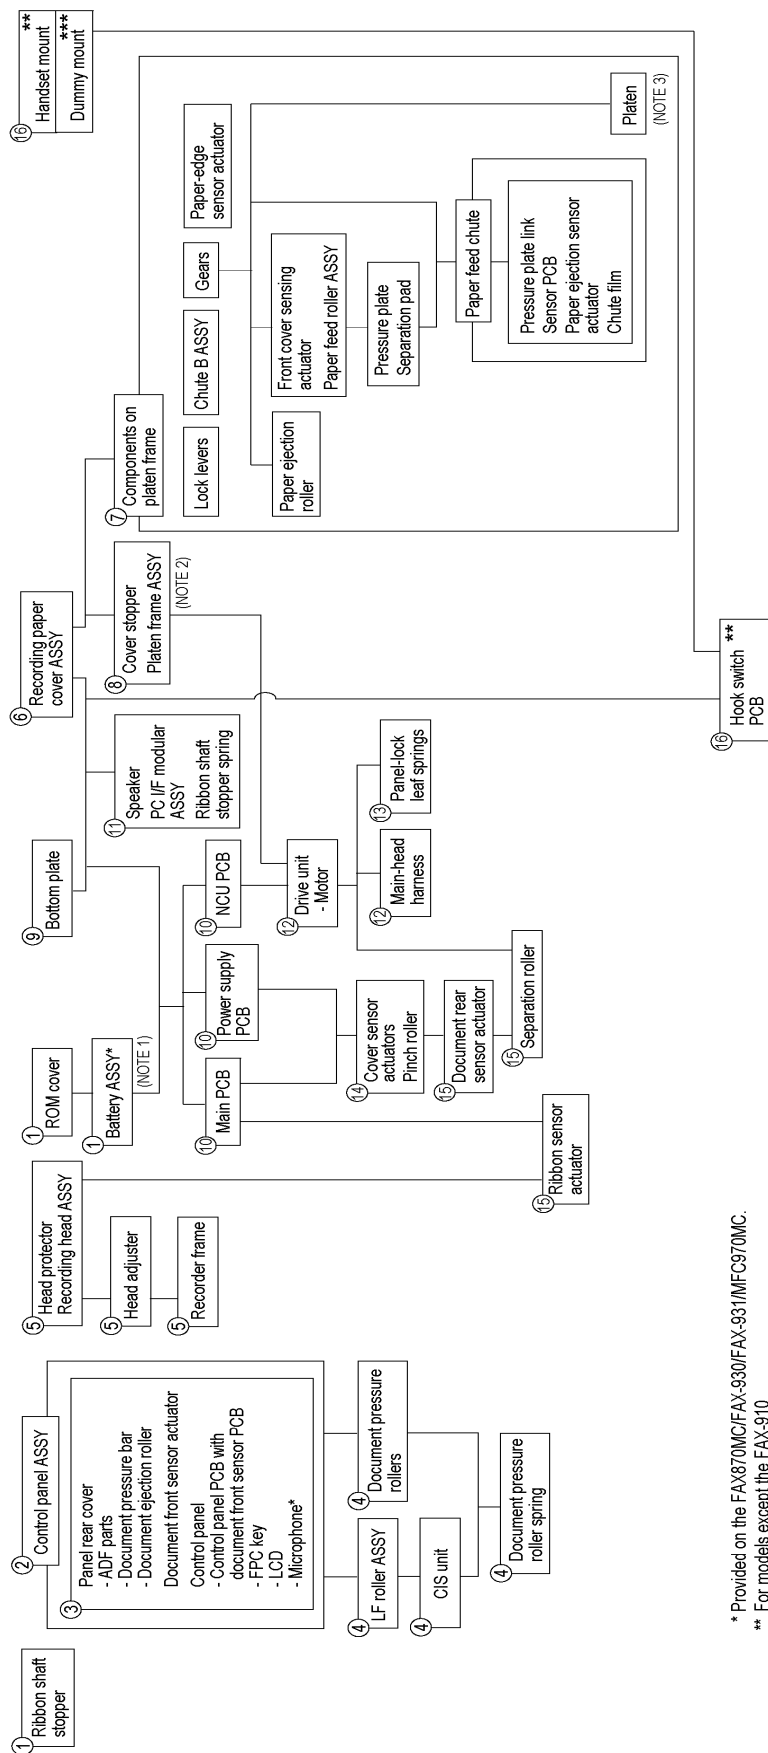 1
Ribbon shaft
stopper
2
Control panel ASSY
3
Panel rear cover
- ADF parts
- Document pressure bar
- Document ejection roller
Document front sensor actuator
Control panel
- Control panel PCB with
document front sensor PCB
- FPC key
- LCD
- Microphone*
4
LF roller ASSY
4
CIS unit
4
Document pressure
rollers
4
Document pressure
roller spring
5
Head protector
Recording head ASSY
5
Head adjuster
5
Recorder frame
1
ROM cover
1
Battery ASSY*
(NOTE 1)
9
Bottom plate
6
Recording paper
cover ASSY
11
Speaker
PC I/F modular
ASSY
Ribbon shaft
stopper spring
8
Cover stopper
Platen frame ASSY
(NOTE 2)
7
Components on
platen frame
10
Main PCB
10
Power supply
PCB
10
NCU PCB
12
Drive unit
- Motor
14
Cover sensor
actuators
Pinch roller
12
Main-head
harness
13
Panel-lock
leaf springs
15
Document rear
sensor actuator
15
Separation roller
15
Ribbon sensor
actuator
Lock levers
Chute B ASSY
Gears
Paper-edge
sensor actuator
Paper ejection
roller
Front cover sensing
actuator
Paper feed roller ASSY
Pressure plate
Separation pad
Paper feed chute
Pressure plate link
Sensor PCB
Paper ejection sensor
actuator
Chute film
Platen
(NOTE 3)
16
Handset mount **
Dummy mount ***
16
Hook switch **
PCB
* Provided on the FAX870MC/FAX-930/FAX-931/MFC970MC.
** For models except the FAX-910